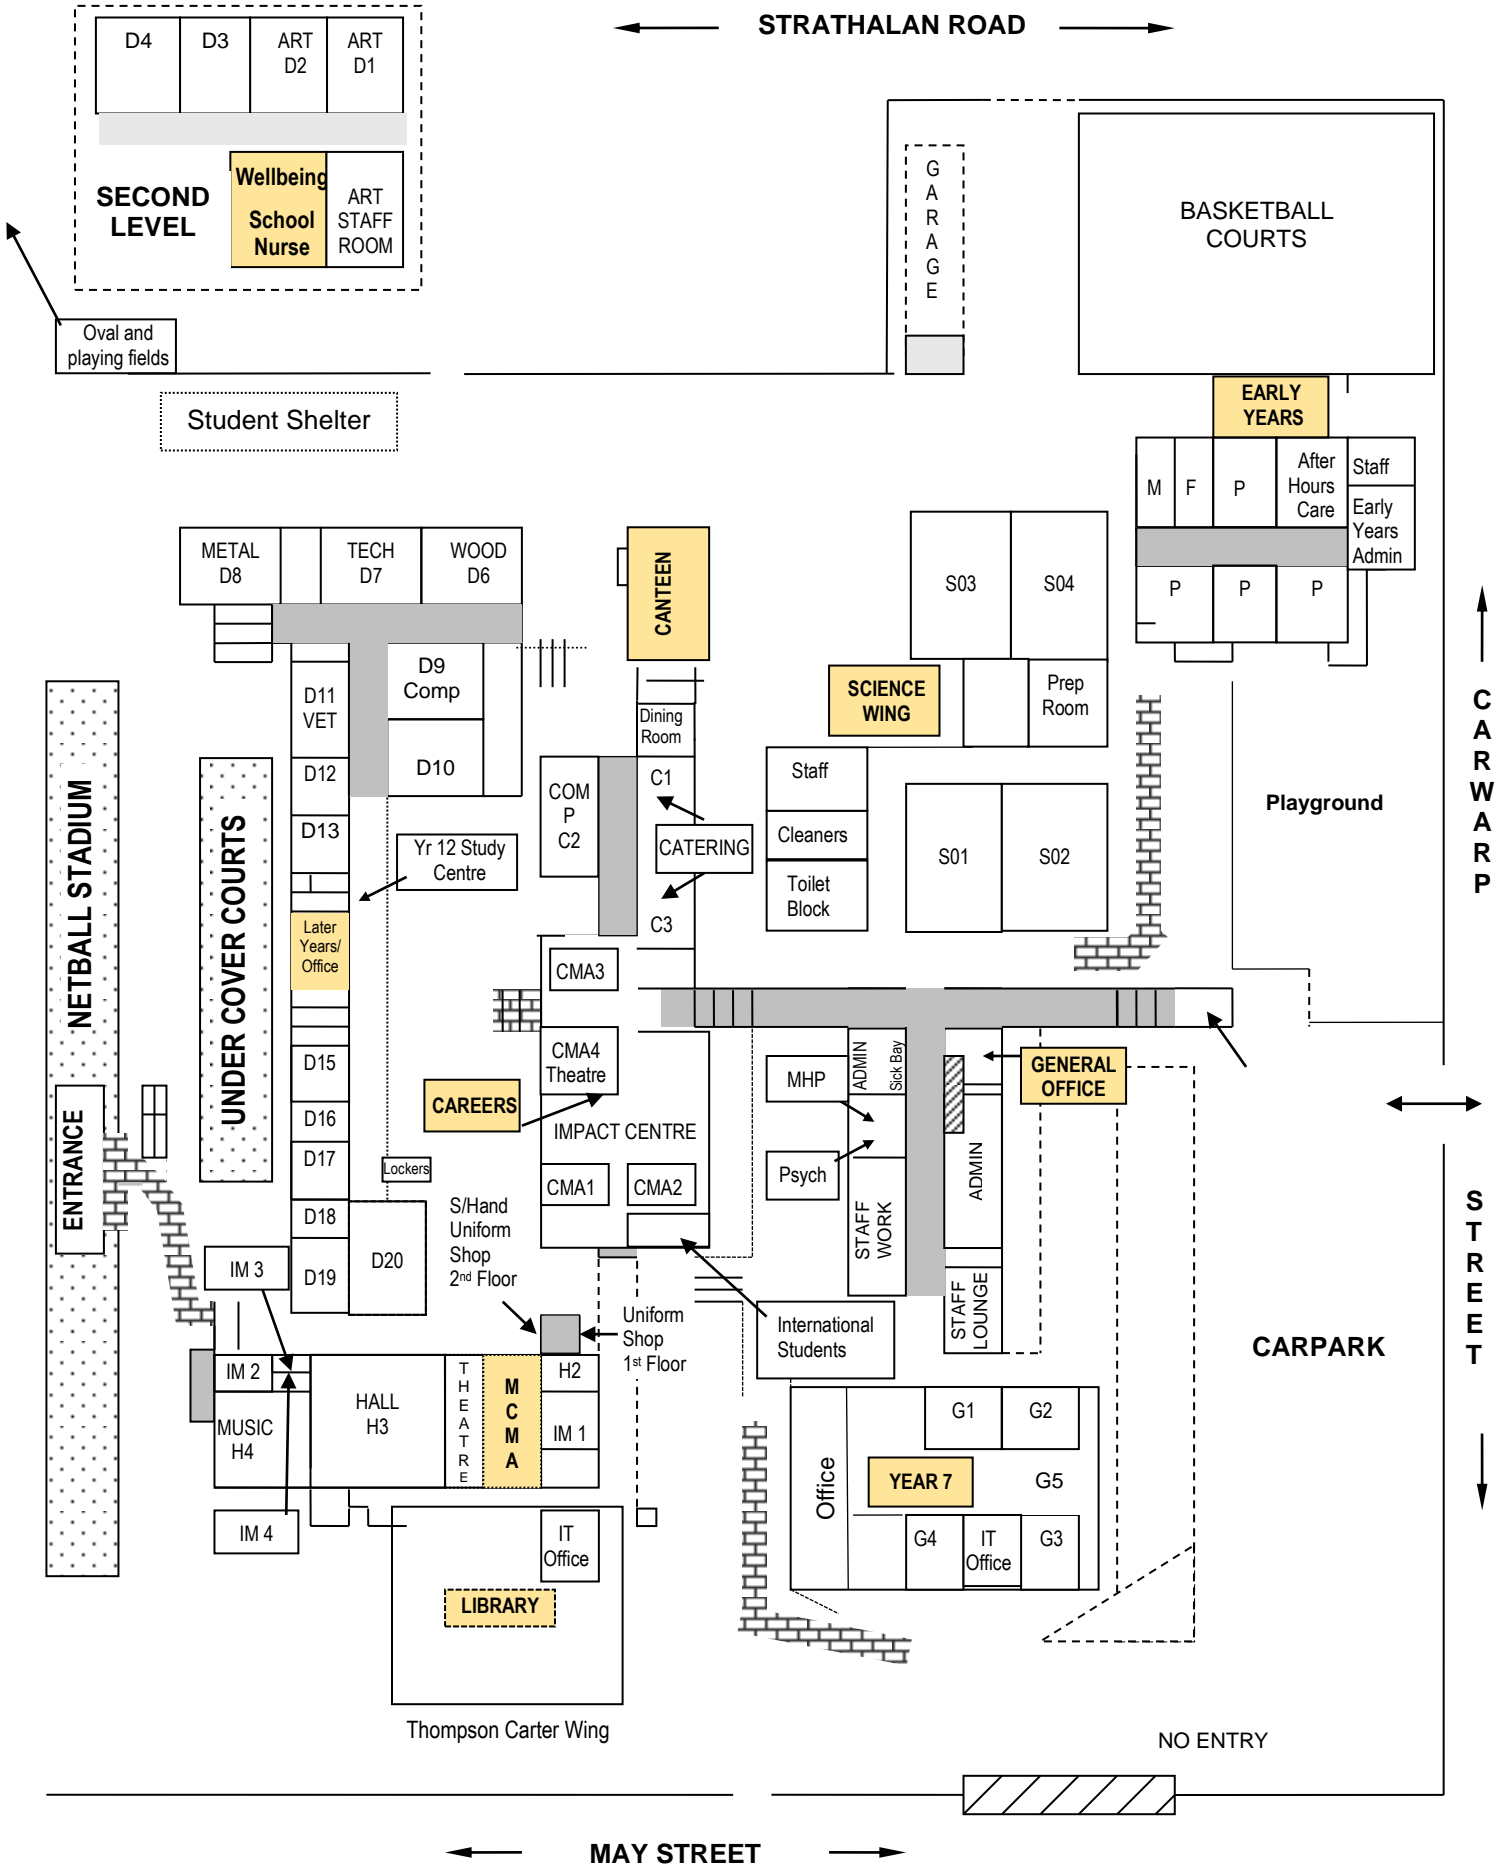 STRATHALAN ROAD
D4
D3
ART
D2
ART
D1
SECOND
LEVEL
Wellbeing
School
Nurse
ART
STAFF
ROOM
Oval and
playing fields
Student Shelter
GARAGE
BASKETBALL
COURTS
EARLY
YEARS
M
F
P
After
Hours
Care
Staff
Early
Years
Admin
P
P
P
METAL
D8
TECH
D7
WOOD
D6
CANTEEN
S03
S04
SCIENCE
WING
Prep
Room
D11
VET
D9
Comp
D10
D12
D13
Yr 12 Study
Centre
Later
Years/
Office
Dining
Room
COM
P
C2
C1
CATERING
C3
Staff
Cleaners
Toilet
Block
S01
S02
Playground
CARWARP
STREET
NETBALL STADIUM
UNDER COVER COURTS
ENTRANCE
CMA3
CMA4
Theatre
CAREERS
IMPACT CENTRE
CMA1
CMA2
MHP
Psych
ADMIN
Sick Bay
GENERAL
OFFICE
ADMIN
STAFF
WORK
STAFF
LOUNGE
D15
D16
D17
Lockers
D18
D19
D20
IM 3
S/Hand
Uniform
Shop
2nd Floor
Uniform
Shop
1st Floor
International
Students
CARPARK
IM 2
MUSIC
H4
HALL
H3
THEATRE
MCMA
H2
IM 1
IM 4
IT
Office
LIBRARY
Thompson Carter Wing
Office
G1
G2
YEAR 7
G5
G4
IT
Office
G3
NO ENTRY
MAY STREET